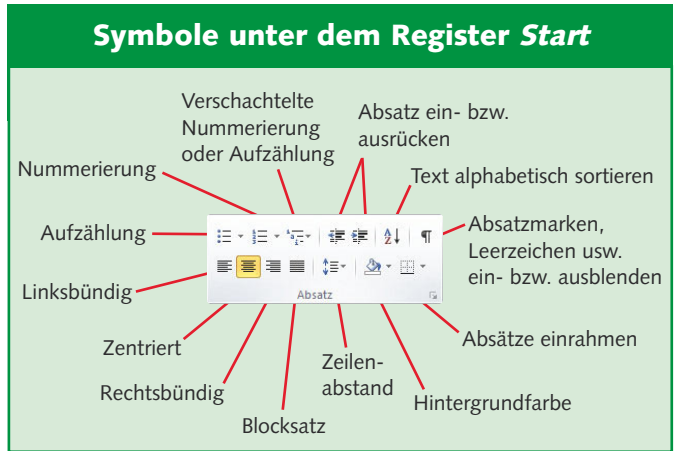 Symbole unter dem Register Start
Verschachtelte
Nummerierung
oder Aufzählung
Absatz ein- bzw.
ausrücken
Nummerierung
Text alphabetisch sortieren
Aufzählung
Absatzmarken,
Leerzeichen usw.
ein- bzw. ausblenden
Linksbündig
Absatz
Zentriert
Zeilen-
abstand
Absätze einrahmen
Rechtsbündig
Hintergrundfarbe
Blocksatz